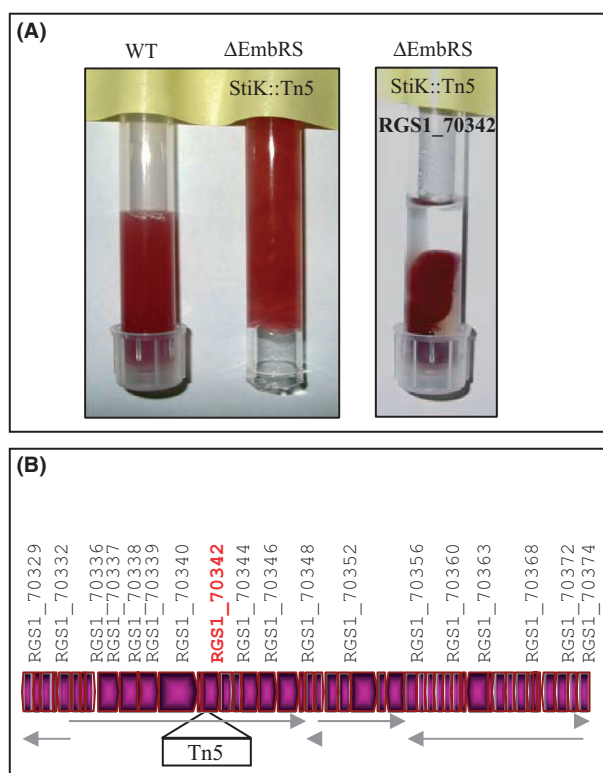 (A)
WT
ΔEmbRS
StiK::Tn5
ΔEmbRS
StiK::Tn5
RGS1_70342
(B)
RGS1_70329
RGS1_70332
RGS1_70336
RGS1_70337
RGS1_70338
RGS1_70339
RGS1_70340
RGS1_70342
RGS1_70344
RGS1_70346
RGS1_70348
RGS1_70352
RGS1_70356
RGS1_70360
RGS1_70363
RGS1_70368
RGS1_70372
RGS1_70374
Tn5